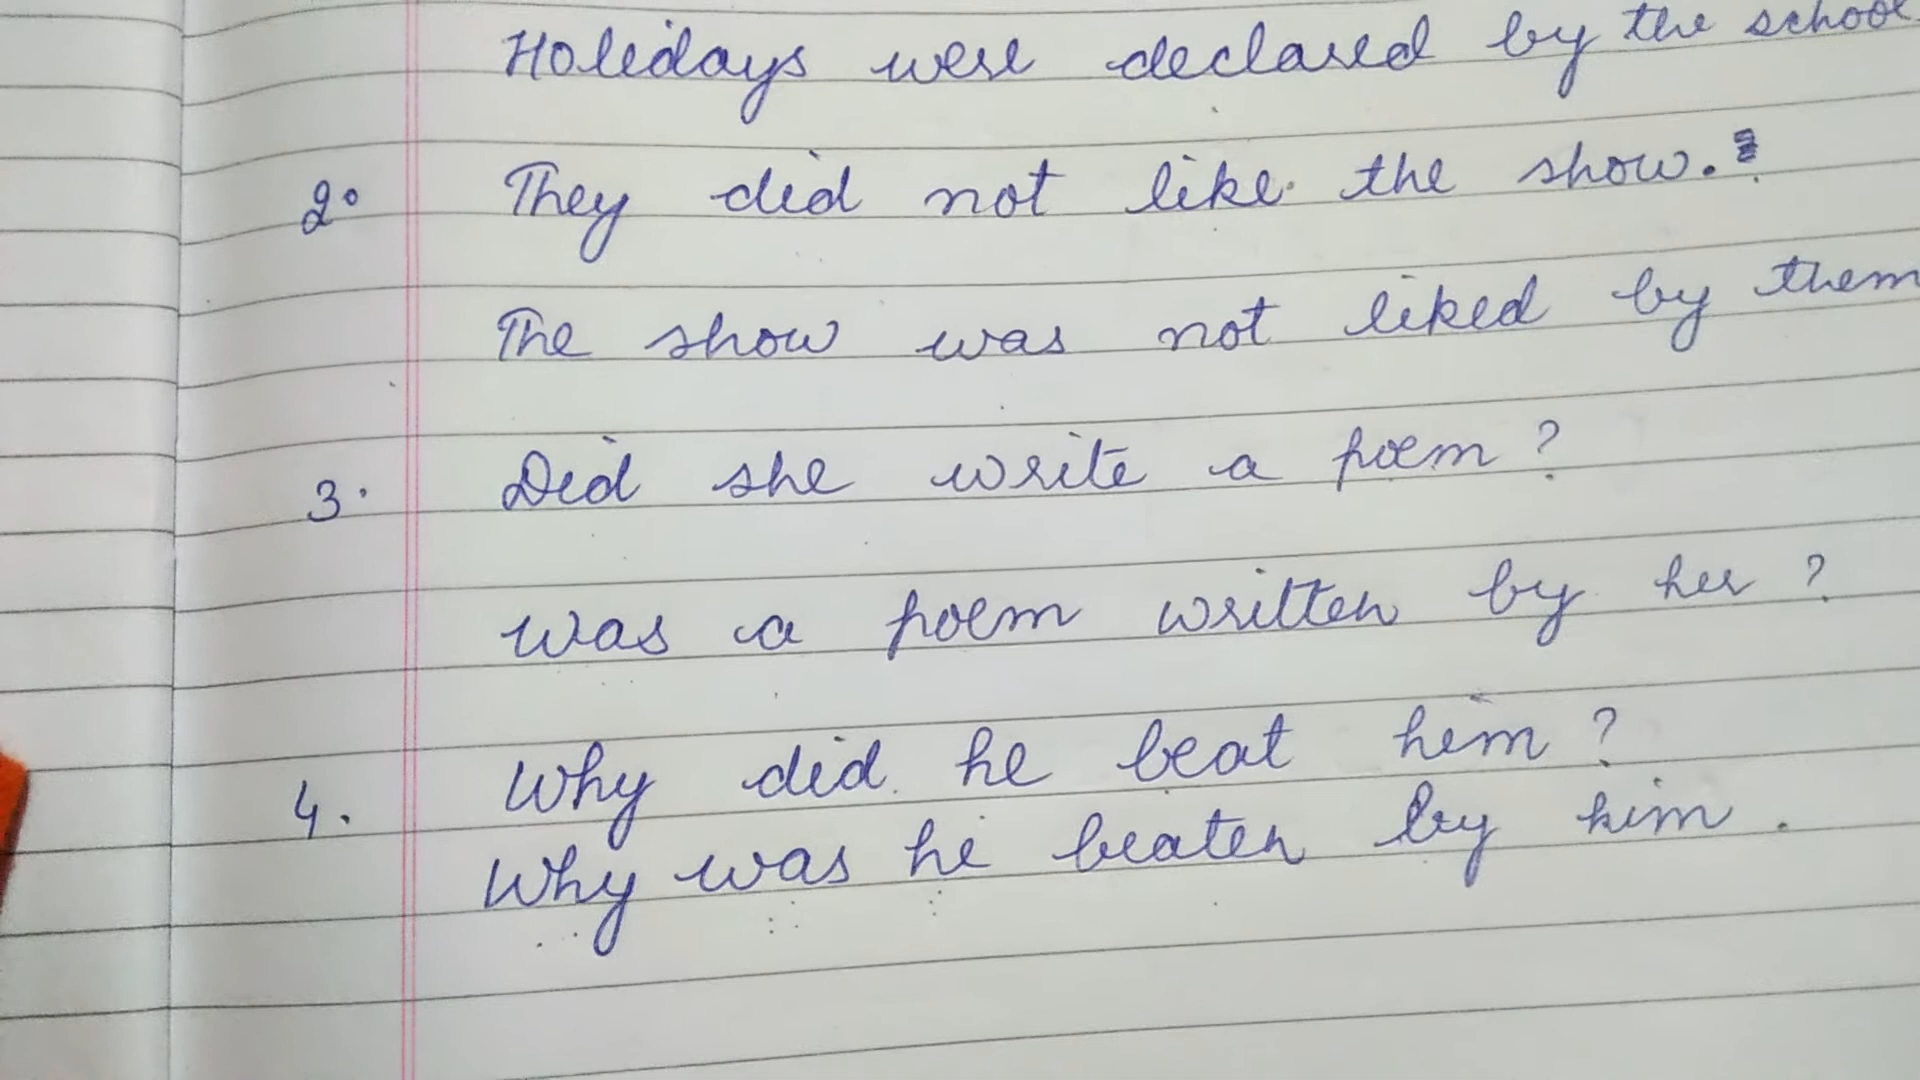 Holidays were declared by the school
2. They did not like the show.
The show was not liked by them
3. Did she write a poem ?
was a poem written by her ?
4. Why did he beat him ?
Why was he beaten by him .